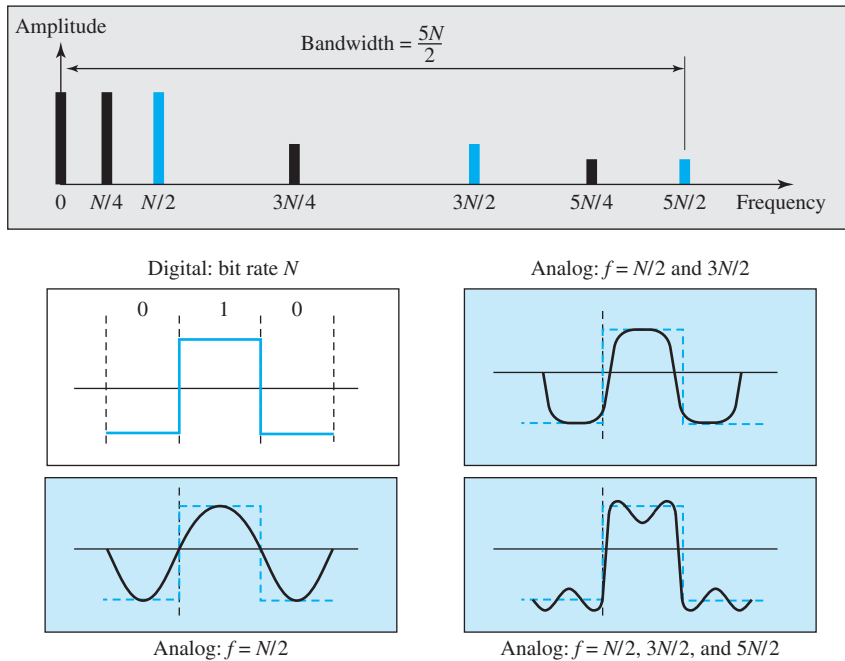 Amplitude
Bandwidth = 5N/2
0 N/4 N/2 3N/4 3N/2 5N/4 5N/2 Frequency
Digital: bit rate N
0 1 0
Analog: f = N/2 and 3N/2
Analog: f = N/2
Analog: f = N/2, 3N/2, and 5N/2